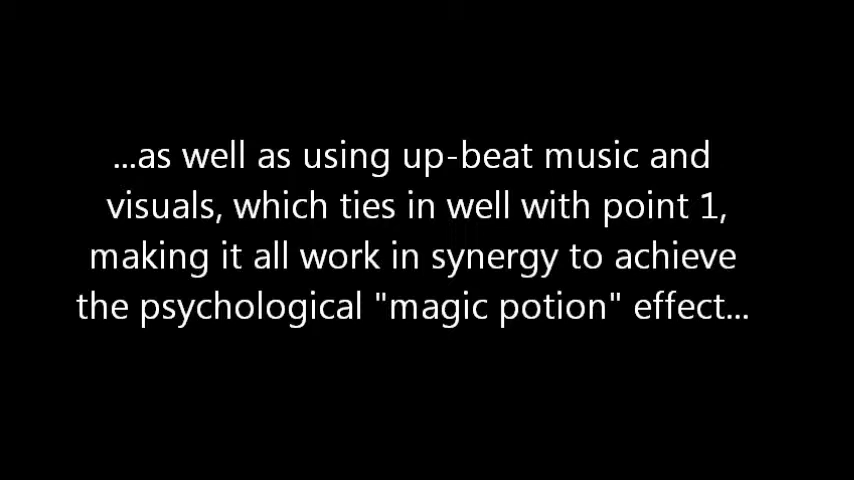 ...as well as using up-beat music and
visuals, which ties in well with point 1,
making it all work in synergy to achieve
the psychological "magic potion" effect...